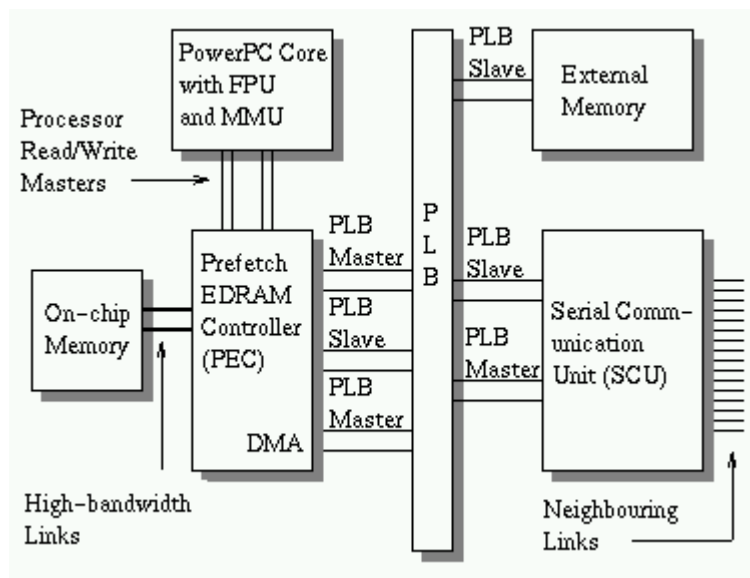 PowerPC Core
with FPU
and MMU
PLB
Slave
External
Memory
Processor
Read/Write
Masters
P
L
B
PLB
Master
PLB
Slave
Prefetch
EDRAM
Controller
(PEC)
DMA
On-chip
Memory
PLB
Slave
PLB
Master
PLB
Master
Serial Comm-
unication
Unit (SCU)
High-bandwidth
Links
Neighbouring
Links